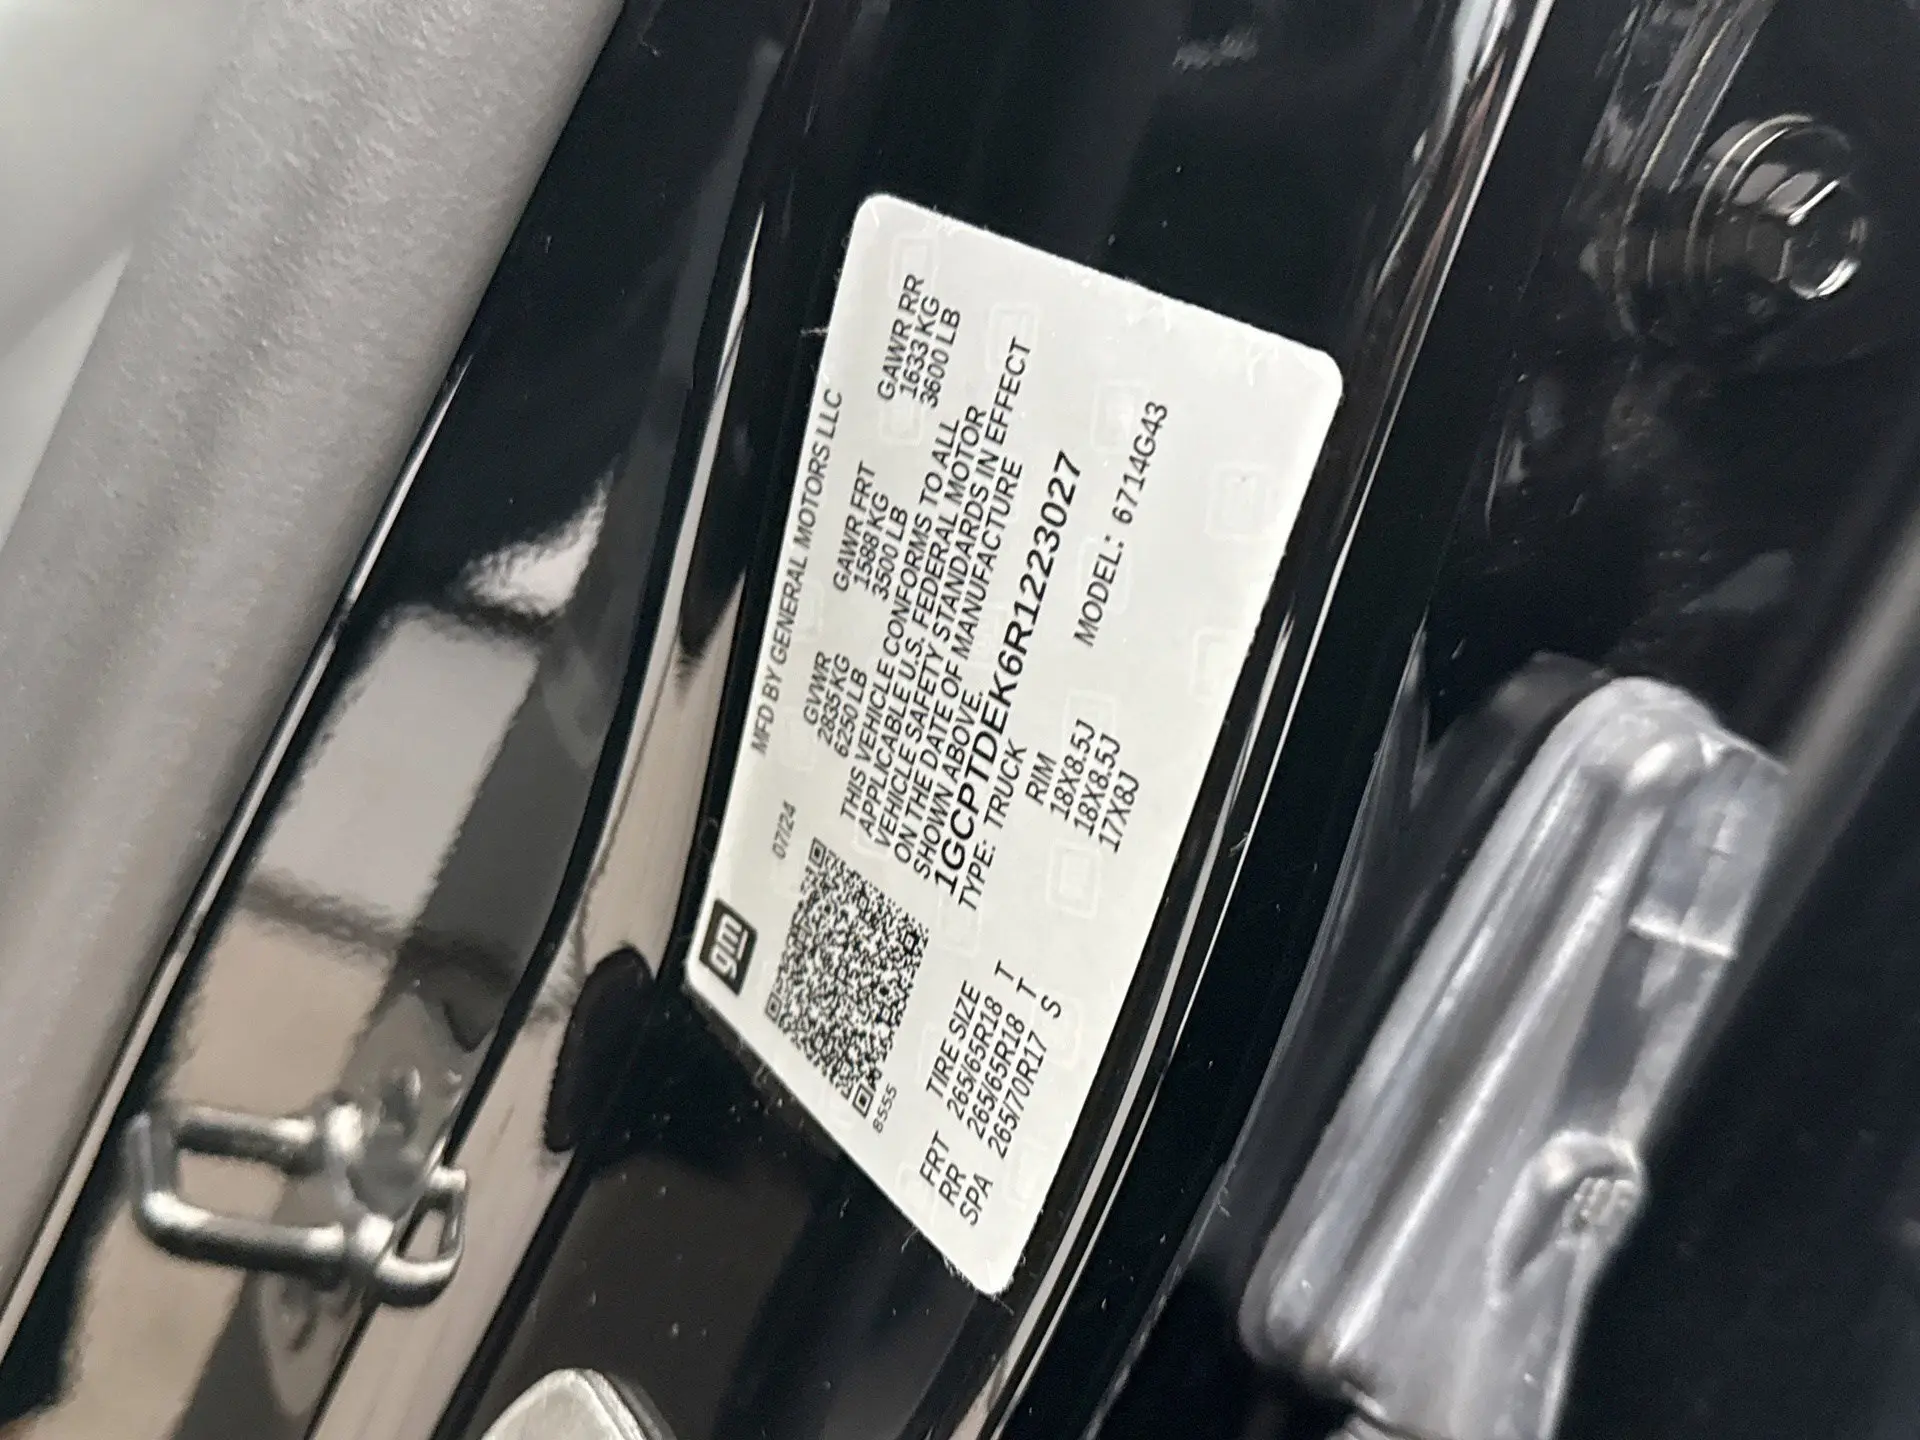 gm
07/24
MFD BY GENERAL MOTORS LLC
GVWR GAWR FRT GAWR RR
2835 KG 1588 KG 1633 KG
6250 LB 3500 LB 3600 LB
THIS VEHICLE CONFORMS TO ALL
APPLICABLE U.S. FEDERAL MOTOR
VEHICLE SAFETY STANDARDS IN EFFECT
ON THE DATE OF MANUFACTURE
SHOWN ABOVE.
1GCPTDEK6R1223027
TYPE: TRUCK MODEL: 6714G43
8555
TIRE SIZE RIM
FRT 265/65R18 T 18X8.5J
RR 265/65R18 T 18X8.5J
SPA 265/70R17 S 17X8J